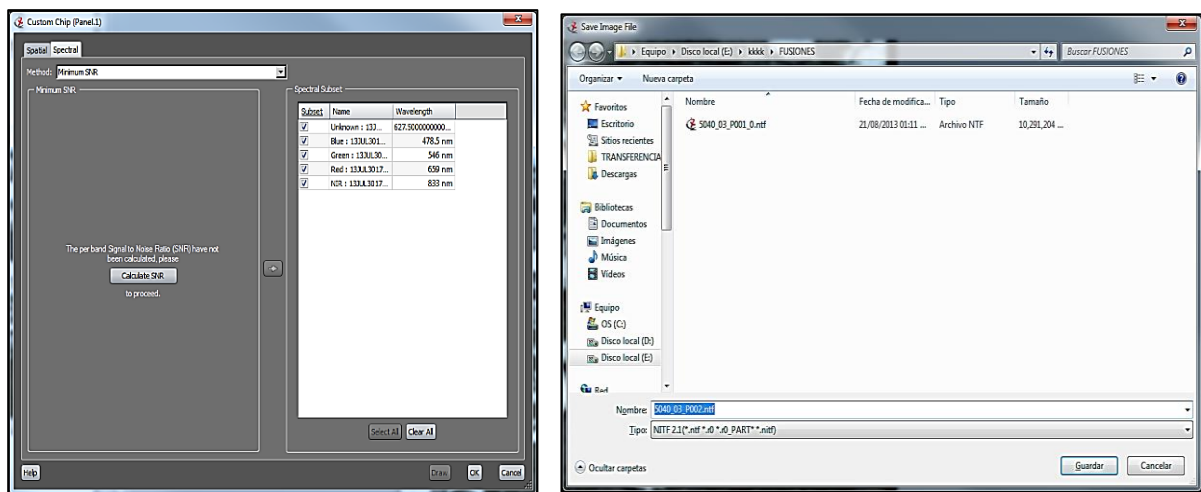 Custom Chip (Panel.1)
Spatial Spectral
Method: Minimum SNR
Minimum SNR
The per band Signal to Noise Ratio (SNR) have not
been calculated, please
Calculate SNR
to proceed.
Spectral Subset
Subset Name Wavelength
Unknown : 133... 627.5000000000...
Blue : 13JUL301... 478.5 nm
Green : 13JUL30... 546 nm
Red : 13JUL3017... 659 nm
NIR : 13JUL3017... 833 nm
Select All Clear All
Help Draw OK Cancel
Save Image File
Equipo Disco local (E:) kkkk FUSIONES
Buscar FUSIONES
Organizar Nueva carpeta
Favoritos
Escritorio
Sitios recientes
TRANSFERENCIA
Descargas
Bibliotecas
Documentos
Imágenes
Música
Vídeos
Equipo
OS (C:)
Disco local (D:)
Disco local (E:)
Red
Nombre Fecha de modifica... Tipo Tamaño
5040_03_P001_0.ntf 21/08/2013 01:11 ... Archivo NTF 10,291,204 ...
Nombre: 5040_03_P002.ntf
Tipo: NITF 2.1(*.ntf *.r0 *.r0_PART* *.nitf)
Ocultar carpetas
Guardar Cancelar